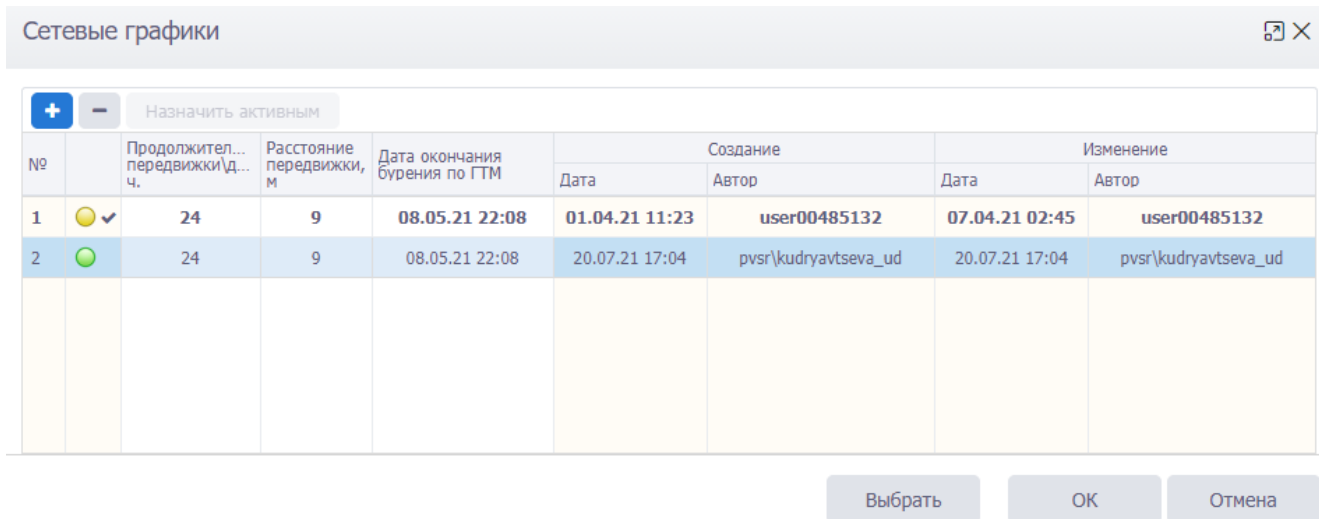 Сетевые графики
Назначить активным
№
Продолжител...
передвижки\д...
ч.
Расстояние
передвижки,
м
Дата окончания
бурения по ГТМ
Создание
Изменение
Дата Автор Дата Автор
1 24 9 08.05.21 22:08 01.04.21 11:23 user00485132 07.04.21 02:45 user00485132
2 24 9 08.05.21 22:08 20.07.21 17:04 pvsr\kudryavtseva_ud 20.07.21 17:04 pvsr\kudryavtseva_ud
Выбрать ОК Отмена